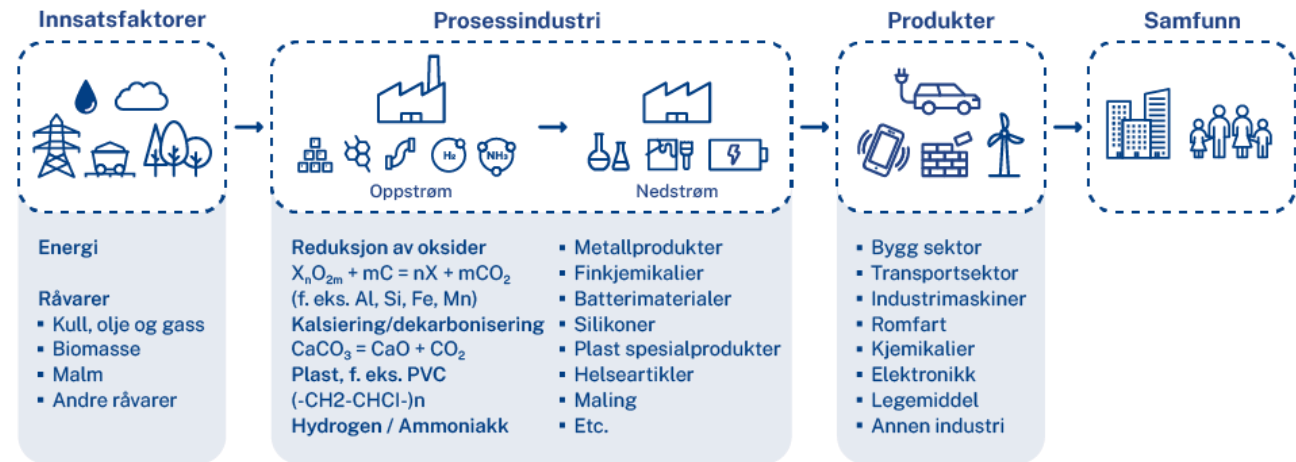 Innsatsfaktorer
Prosessindustri
Produkter
Samfunn
H₂
NH₃
Oppstrøm
Nedstrøm
Energi
Råvarer
▪ Kull, olje og gass
▪ Biomasse
▪ Malm
▪ Andre råvarer
Reduksjon av oksider
XₙO₂ₘ + mC = nX + mCO₂
(f. eks. Al, Si, Fe, Mn)
Kalsiering/dekarbonisering
CaCO₃ = CaO + CO₂
Plast, f. eks. PVC
(-CH2-CHCl-)n
Hydrogen / Ammoniakk
▪ Metallprodukter
▪ Finkjemikalier
▪ Batterimaterialer
▪ Silikoner
▪ Plast spesialprodukter
▪ Helseartikler
▪ Maling
▪ Etc.
▪ Bygg sektor
▪ Transportsektor
▪ Industrimaskiner
▪ Romfart
▪ Kjemikalier
▪ Elektronikk
▪ Legemiddel
▪ Annen industri